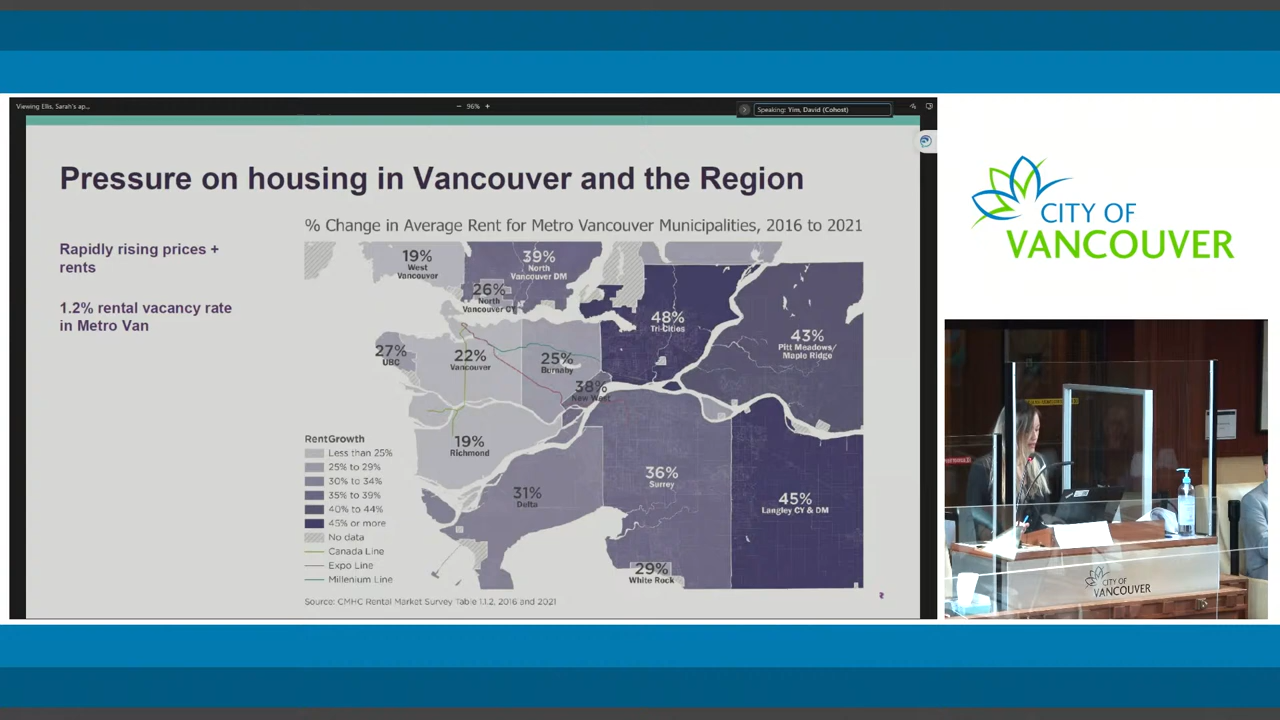 Viewing Ellis, Sarah's ap...
96%
Speaking: Yim, David (Cohost)
Pressure on housing in Vancouver and the Region
% Change in Average Rent for Metro Vancouver Municipalities, 2016 to 2021
Rapidly rising prices +
rents
1.2% rental vacancy rate
in Metro Van
19%
West
Vancouver
39%
North
Vancouver DM
26%
North
Vancouver CY
48%
Tri-Cities
43%
Pitt Meadows/
Maple Ridge
27%
UBC
22%
Vancouver
25%
Burnaby
38%
New West
19%
Richmond
31%
Delta
36%
Surrey
45%
Langley CY & DM
29%
White Rock
RentGrowth
Less than 25%
25% to 29%
30% to 34%
35% to 39%
40% to 44%
45% or more
No data
Canada Line
Expo Line
Millenium Line
Source: CMHC Rental Market Survey Table 1.1.2, 2016 and 2021
CITY OF
VANCOUVER
CITY OF
VANCOUVER